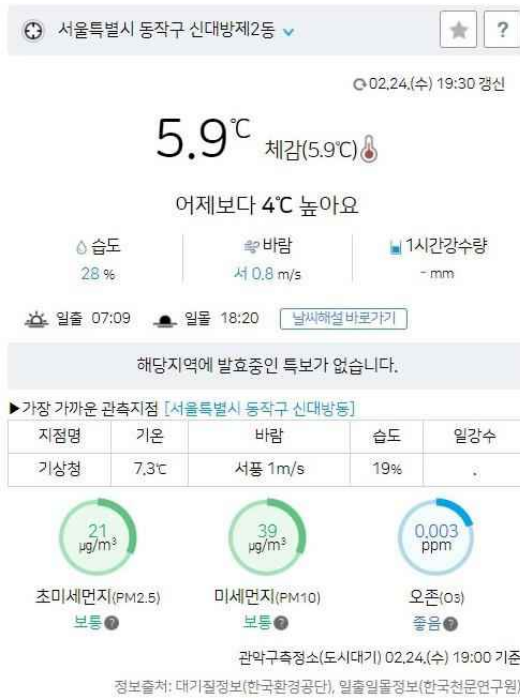 서울특별시 동작구 신대방제2동
?
02.24.(수) 19:30 갱신
5.9℃ 체감(5.9℃)
어제보다 4℃ 높아요
습도 바람 1시간강수량
28 % 서 0.8 m/s - mm
일출 07:09 일몰 18:20 날씨해설 바로가기
해당지역에 발효중인 특보가 없습니다.
▶가장 가까운 관측지점 [서울특별시 동작구 신대방동]
지점명 기온 바람 습도 일강수
기상청 7.3℃ 서풍 1m/s 19% .
21 39 0.003
µg/m³ µg/m³ ppm
초미세먼지(PM2.5) 미세먼지(PM10) 오존(O3)
보통? 보통? 좋음?
관악구측정소(도시대기) 02.24.(수) 19:00 기준
정보출처: 대기질정보(한국환경공단), 일출일몰정보(한국천문연구원)